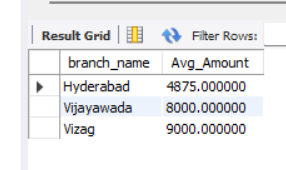 Result Grid Filter Rows:
branch_name Avg_Amount
Hyderabad 4875.000000
Vijayawada 8000.000000
Vizag 9000.000000